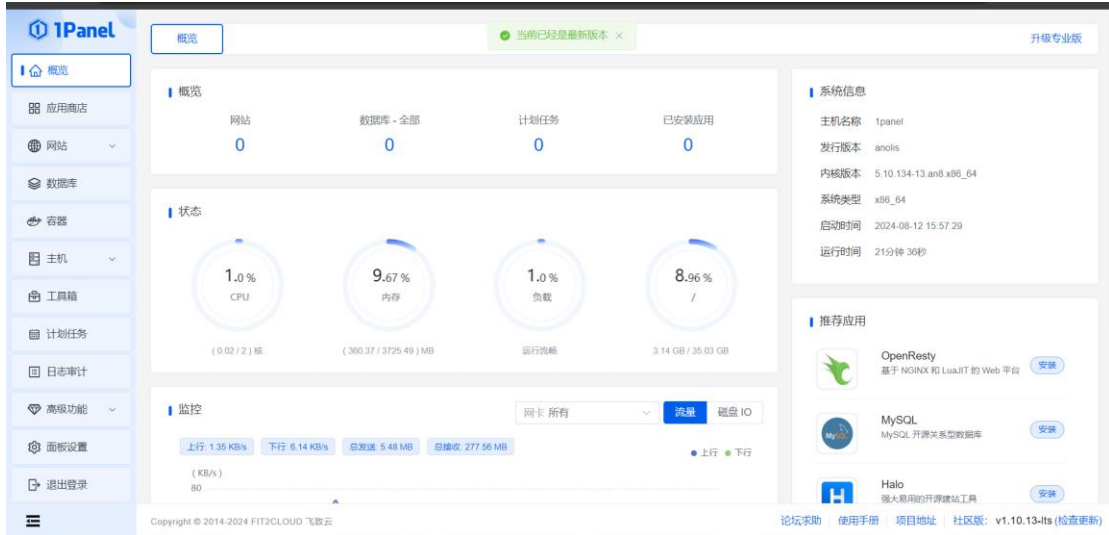 1Panel
概览
当前已经是最新版本
升级专业版
概览
应用商店
网站
数据库
容器
主机
工具箱
计划任务
日志审计
高级功能
面板设置
退出登录
概览
网站 数据库 - 全部 计划任务 已安装应用
0 0 0 0
状态
1.0 % 9.67 % 1.0 % 8.96 %
CPU 内存 负载 /
( 0.02 / 2 ) 核 ( 360.37 / 3725.49 ) MB 运行流畅 3.14 GB / 35.03 GB
监控
网卡 所有 流量 磁盘 IO
上行: 1.35 KB/s 下行: 6.14 KB/s 总发送: 5.48 MB 总接收: 277.56 MB
上行 下行
( KB/s )
80
系统信息
主机名称 1panel
发行版本 anolis
内核版本 5.10.134-13.an8.x86_64
系统类型 x86_64
启动时间 2024-08-12 15:57:29
运行时间 21分钟 36秒
推荐应用
OpenResty
基于 NGINX 和 LuaJIT 的 Web 平台
安装
MySQL
MySQL
MySQL 开源关系型数据库
安装
Halo
强大易用的开源建站工具
安装
Copyright © 2014-2024 FIT2CLOUD 飞致云
论坛求助 使用手册 项目地址 社区版: v1.10.13-lts (检查更新)